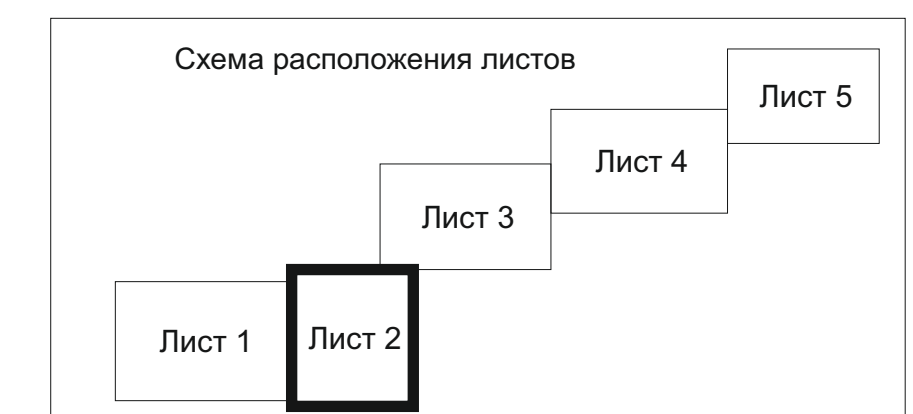 Схема расположения листов
Лист 5
Лист 4
Лист 3
Лист 1
Лист 2